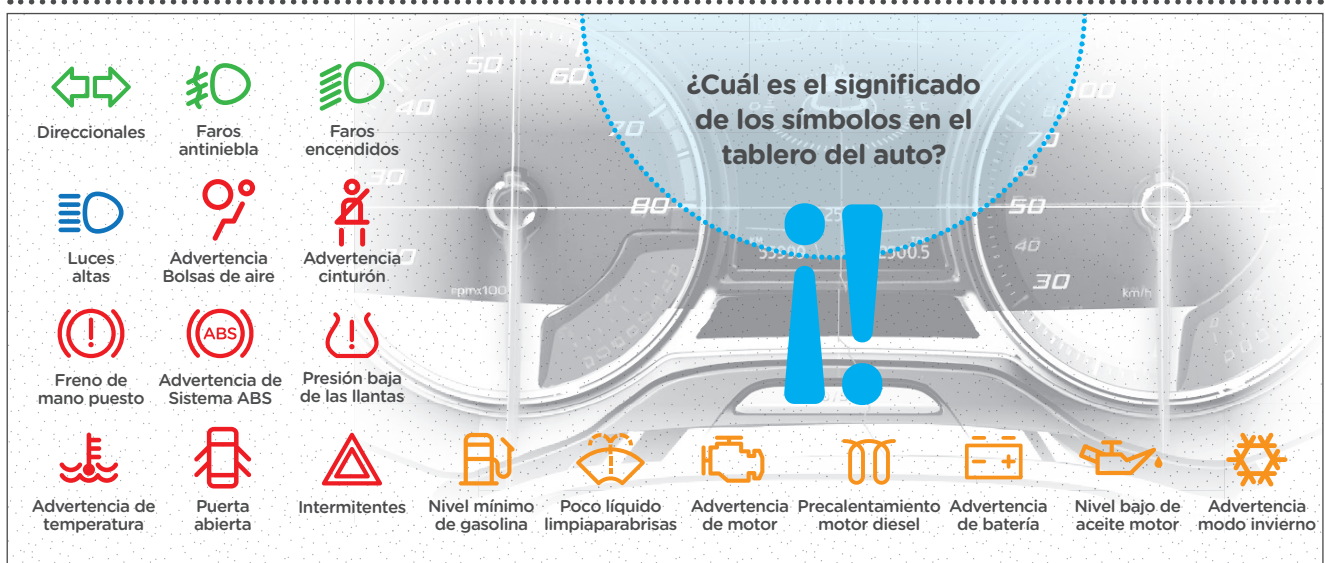 ¿Cuál es el significado
de los símbolos en el
tablero del auto?
Direccionales
Faros
antiniebla
Faros
encendidos
Luces
altas
Advertencia
Bolsas de aire
Advertencia
cinturón
ABS
Freno de
mano puesto
Advertencia de
Sistema ABS
Presión baja
de las llantas
Advertencia de
temperatura
Puerta
abierta
Intermitentes
Nivel mínimo
de gasolina
Poco líquido
limpiaparabrisas
Advertencia
de motor
Precalentamiento
motor diesel
Advertencia
de batería
Nivel bajo de
aceite motor
Advertencia
modo invierno
¡!
40
50
60
70
80
rpmx100
100
70
50
40
30
km/h